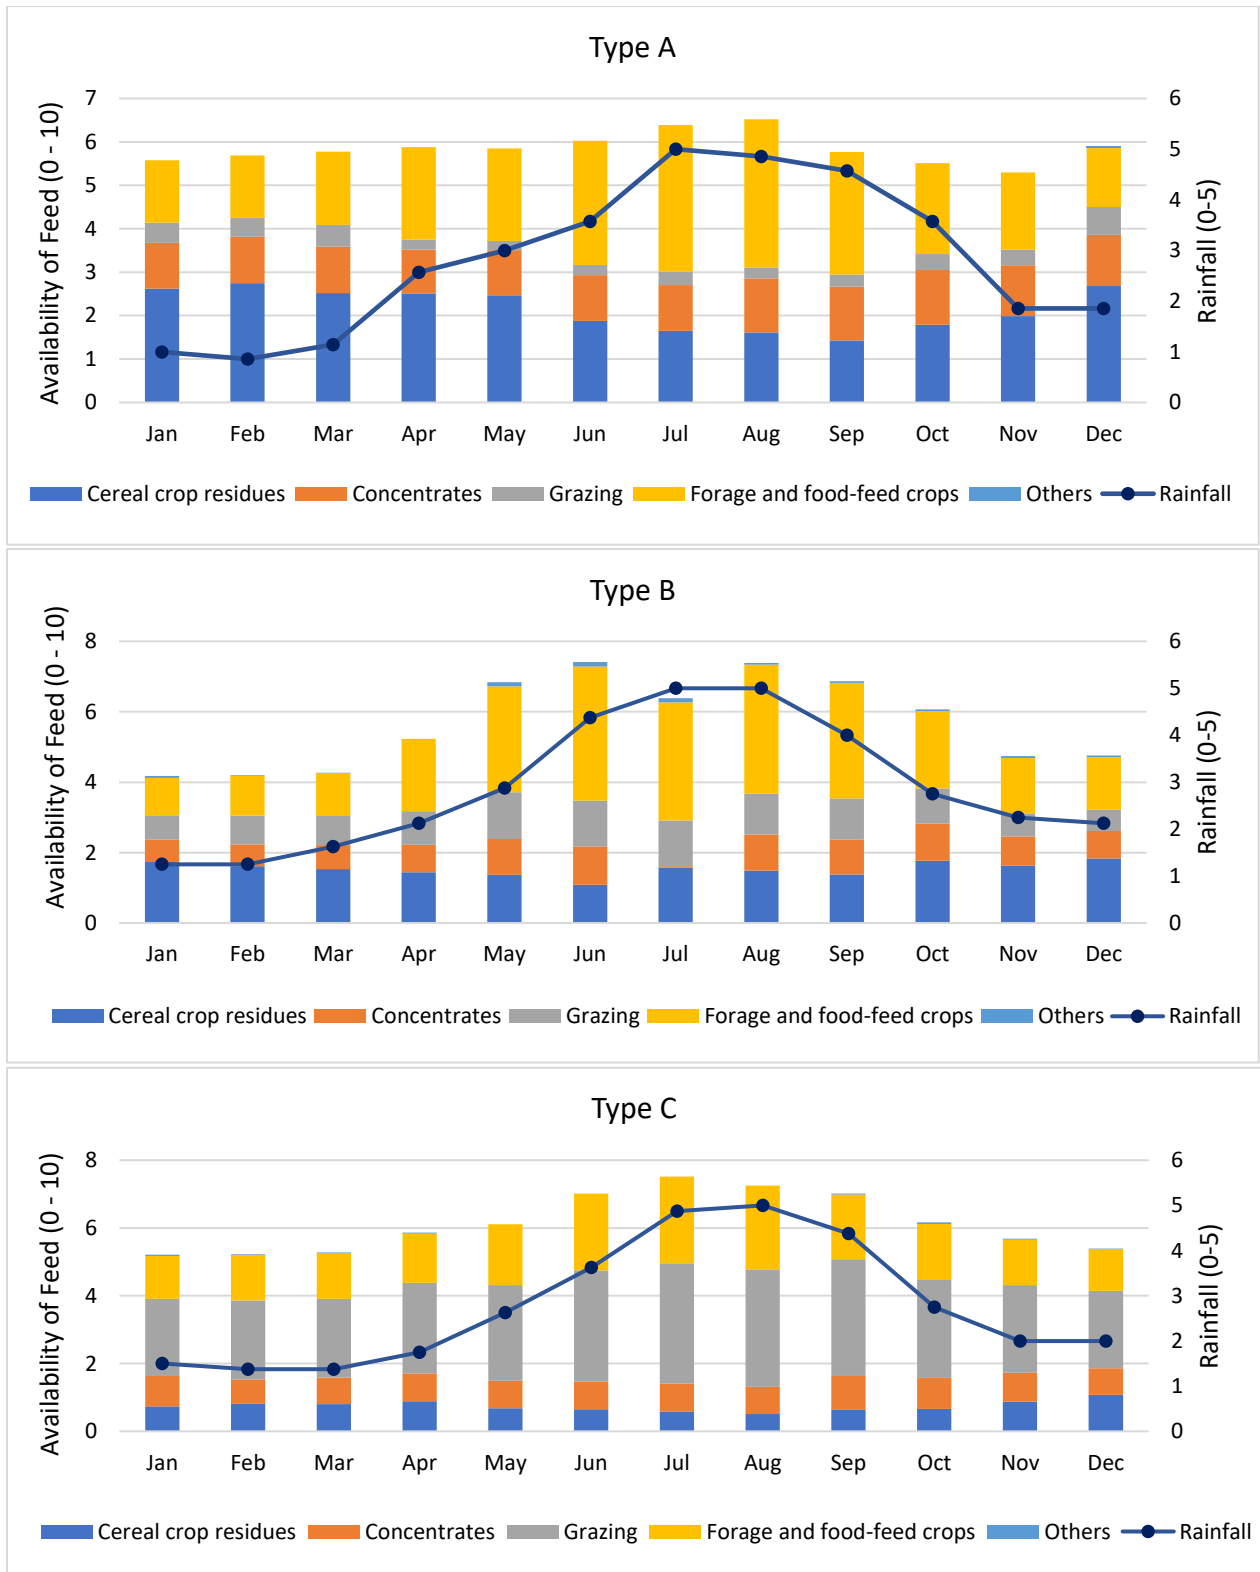 Type A
Availability of Feed (0 - 10)
7
6
5
4
3
2
1
0
6
5
4
3
2
1
0
Rainfall (0-5)
Jan Feb Mar Apr May Jun Jul Aug Sep Oct Nov Dec
Cereal crop residues Concentrates Grazing Forage and food-feed crops Others Rainfall
Type B
Availability of Feed (0 - 10)
8
6
4
2
0
6
5
4
3
2
1
0
Rainfall (0-5)
Jan Feb Mar Apr May Jun Jul Aug Sep Oct Nov Dec
Cereal crop residues Concentrates Grazing Forage and food-feed crops Others Rainfall
Type C
Availability of Feed (0 - 10)
8
6
4
2
0
6
5
4
3
2
1
0
Rainfall (0-5)
Jan Feb Mar Apr May Jun Jul Aug Sep Oct Nov Dec
Cereal crop residues Concentrates Grazing Forage and food-feed crops Others Rainfall